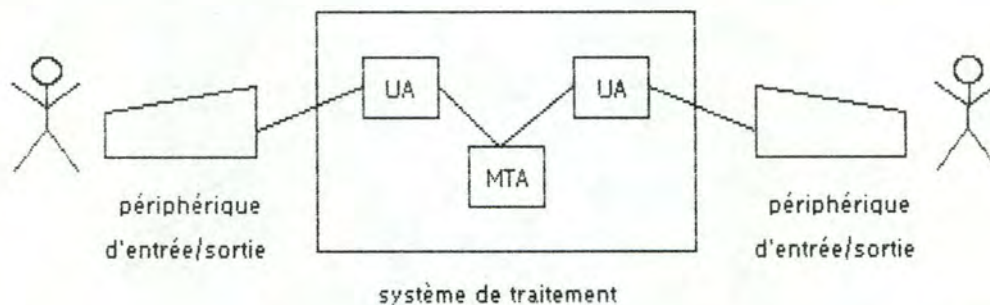 UA
UA
MTA
périphérique
d'entrée/sortie
périphérique
d'entrée/sortie
système de traitement